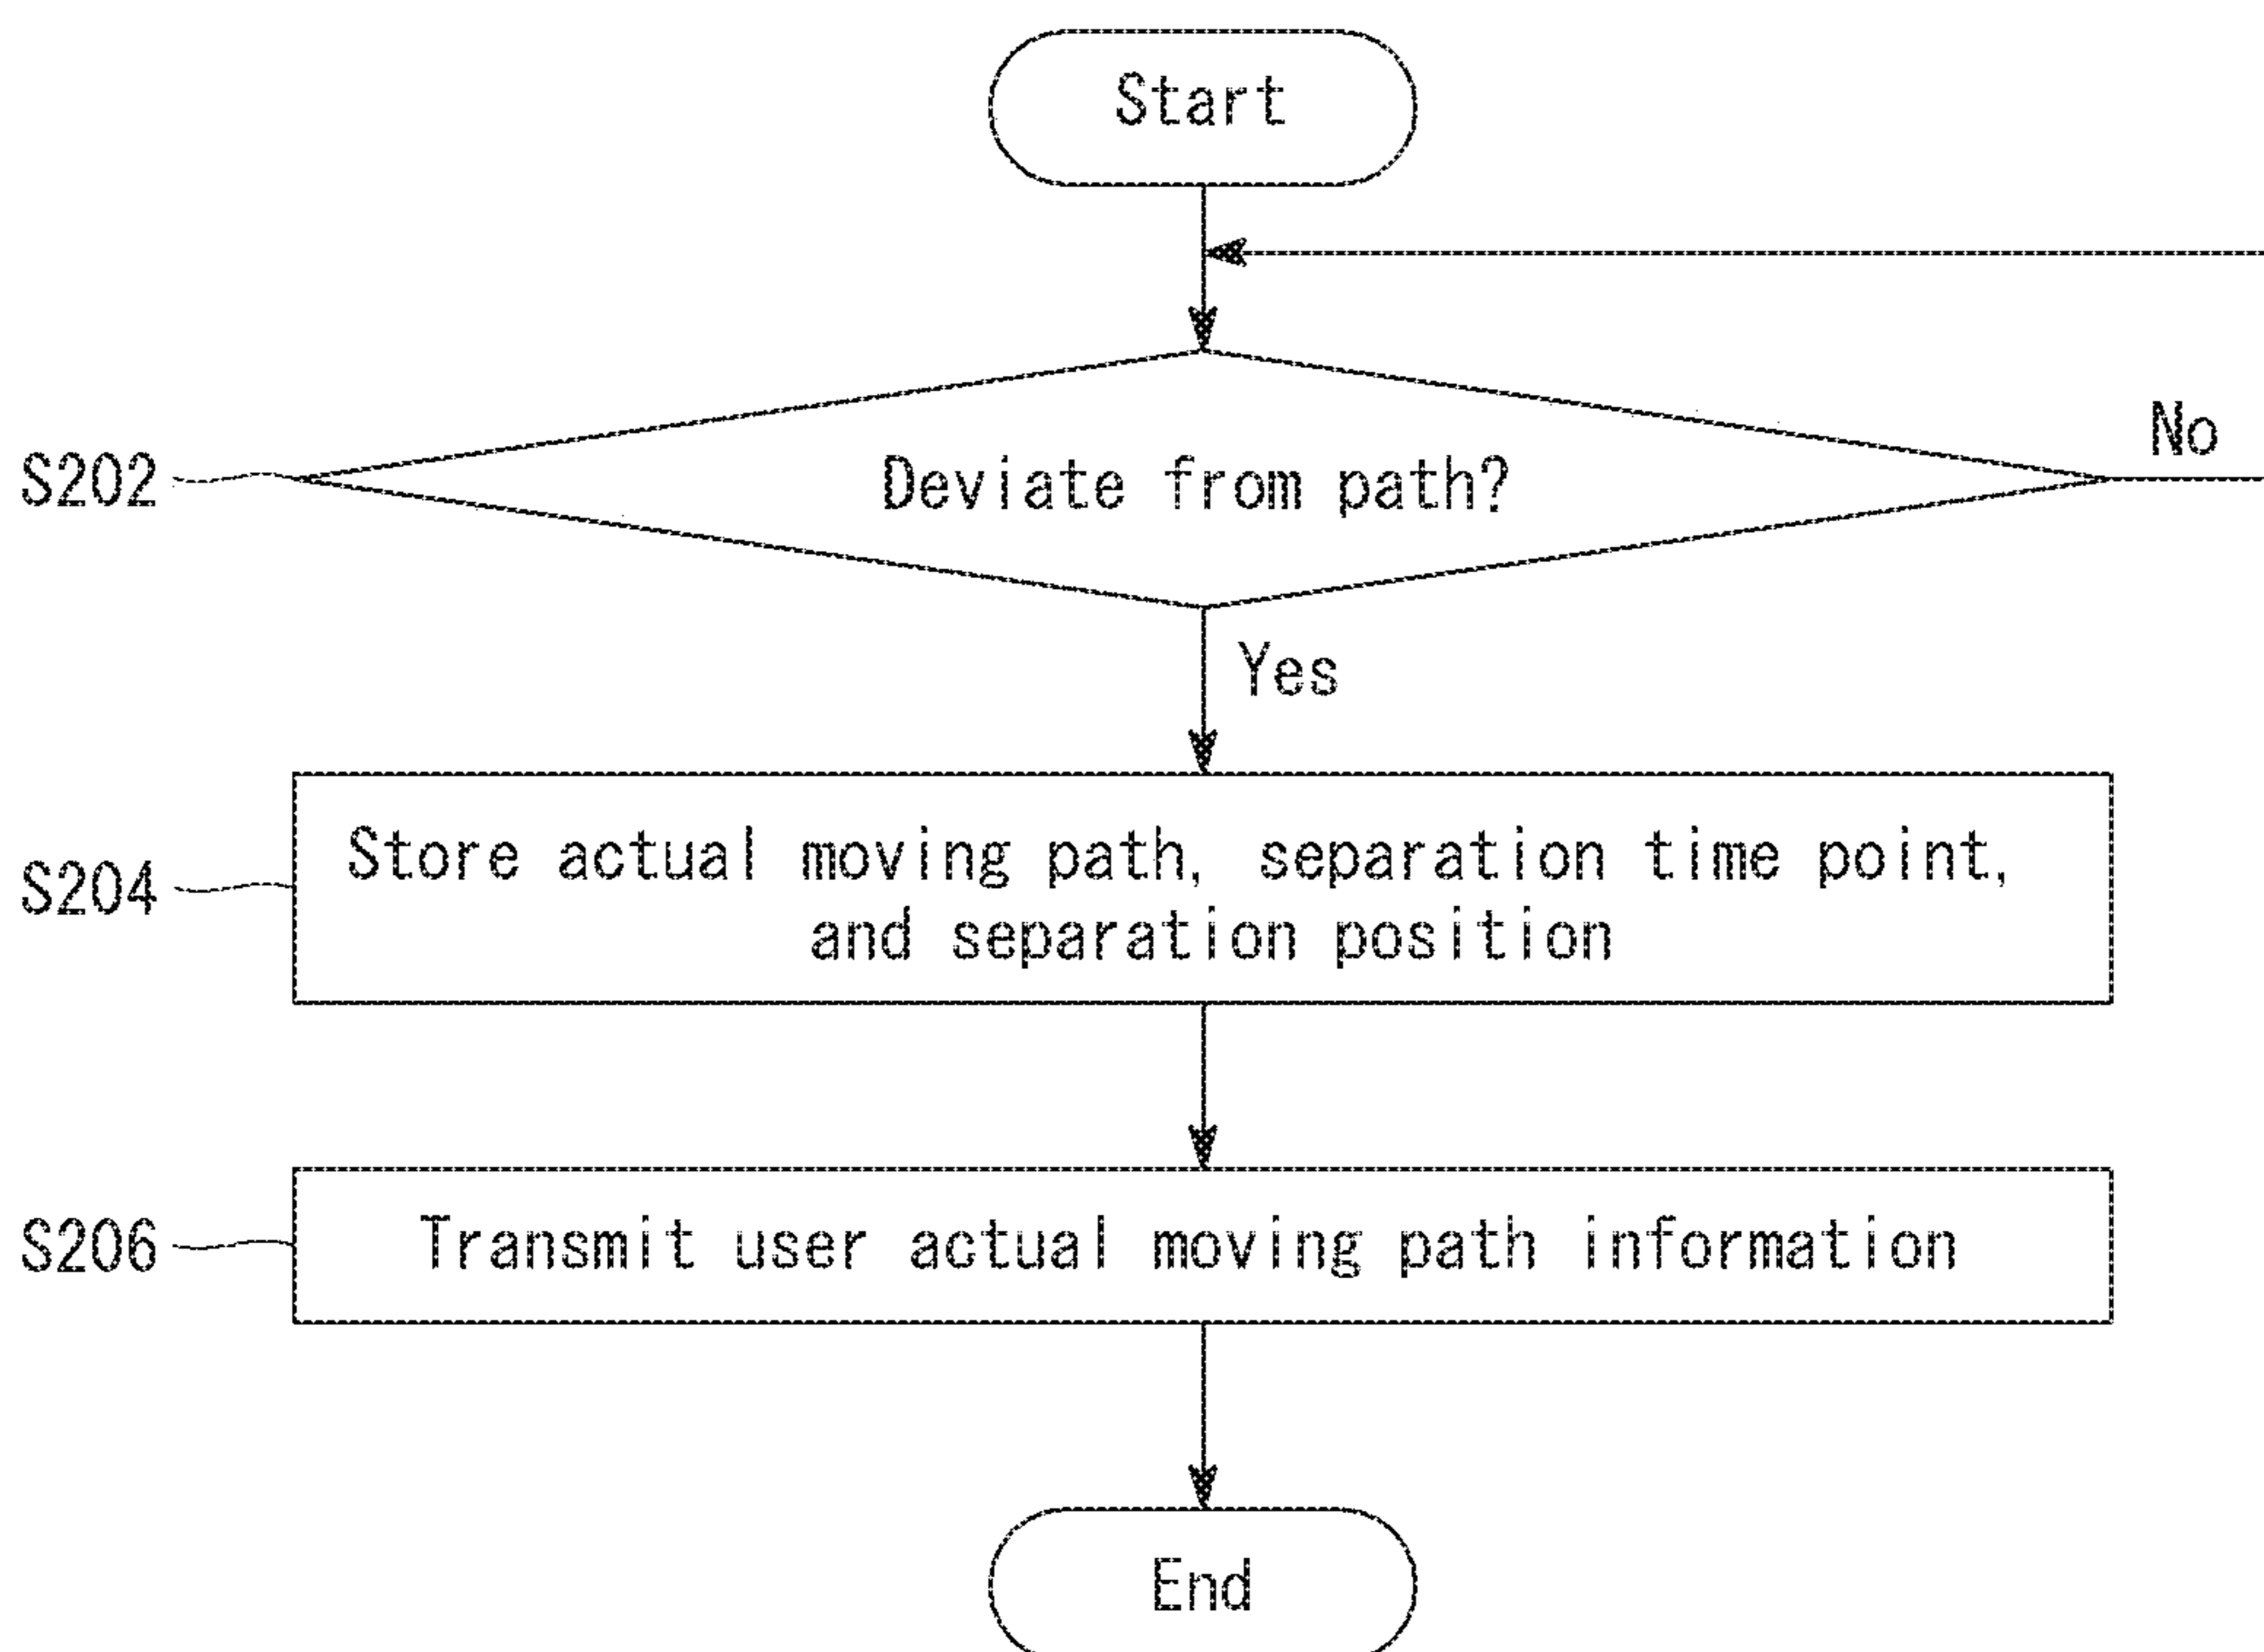 Start
No
S202
Deviate from path?
Yes
S204
Store actual moving path, separation time point,
and separation position
S206
Transmit user actual moving path information
End